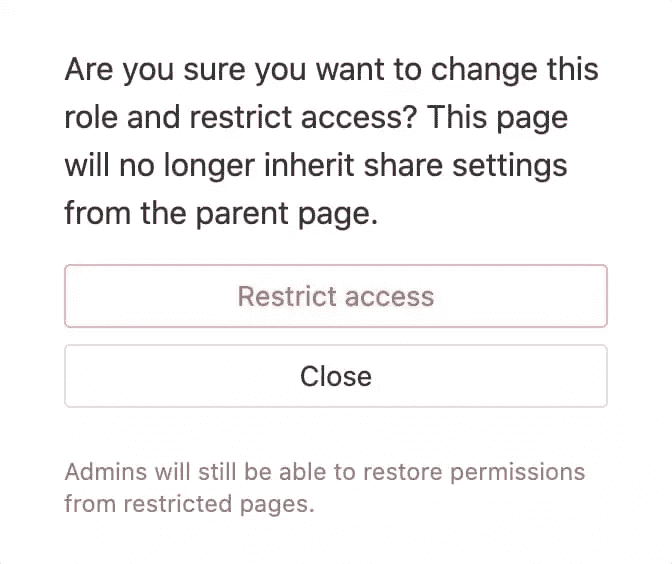 Are you sure you want to change this
role and restrict access? This page
will no longer inherit share settings
from the parent page.
Restrict access
Close
Admins will still be able to restore permissions
from restricted pages.